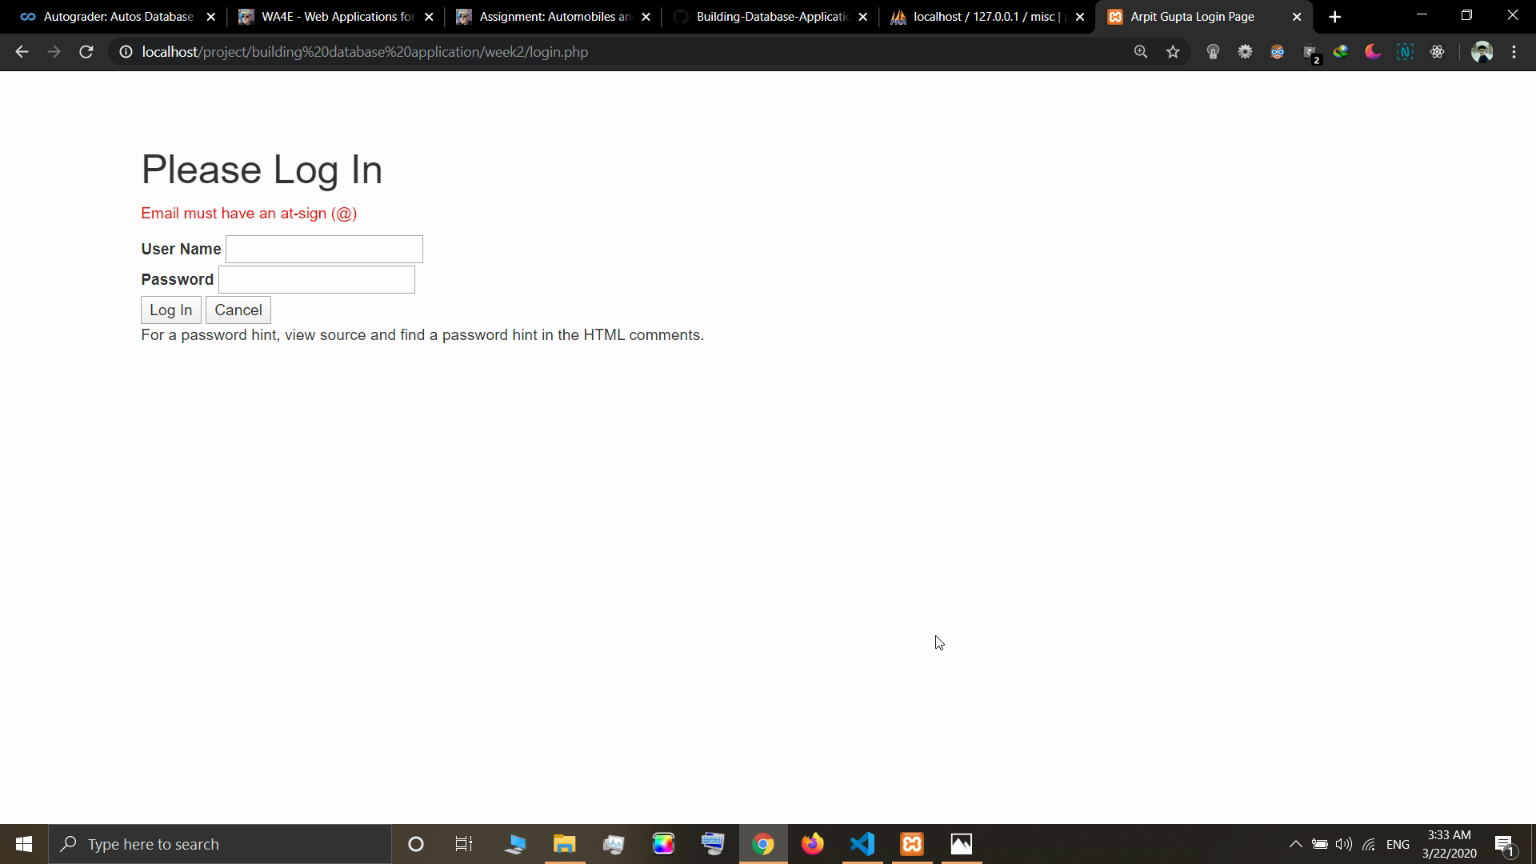 Autograder: Autos Database
WA4E - Web Applications for
Assignment: Automobiles an
Building-Database-Applicatio
localhost / 127.0.0.1 / misc |
Arpit Gupta Login Page
localhost/project/building%20database%20application/week2/login.php
2
Please Log In
Email must have an at-sign (@)
User Name
Password
Log In Cancel
For a password hint, view source and find a password hint in the HTML comments.
Type here to search
ENG
3:33 AM
3/22/2020
1